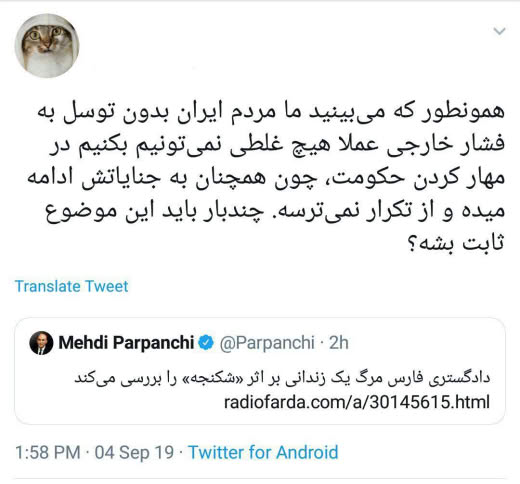 همونطور که می‌بینید ما مردم ایران بدون توسل به
فشار خارجی عملا هیچ غلطی نمی‌تونیم بکنیم در
مهار کردن حکومت، چون همچنان به جنایاتش ادامه
میده و از تکرار نمی‌ترسه. چندبار باید این موضوع
ثابت بشه؟
Translate Tweet
Mehdi Parpanchi @Parpanchi · 2h
دادگستری فارس مرگ یک زندانی بر اثر «شکنجه» را بررسی می‌کند
radiofarda.com/a/30145615.html
1:58 PM · 04 Sep 19 · Twitter for Android